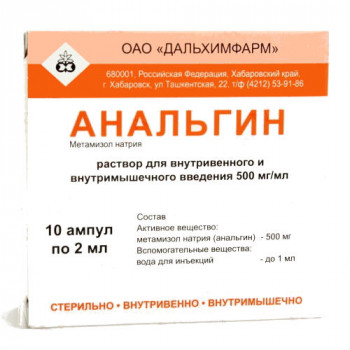 ОАО «ДАЛЬХИМФАРМ»
680001, Российская Федерация, Хабаровский край,
г. Хабаровск, ул Ташкентская, 22, т/ф (4212) 53-91-86
АНАЛЬГИН
Метамизол натрия
раствор для внутривенного и
внутримышечного введения 500 мг/мл
10 ампул
по 2 мл
Состав
Активное вещество:
метамизол натрия (анальгин) - 500 мг
Вспомогательные вещества:
вода для инъекций - до 1 мл
СТЕРИЛЬНО • ВНУТРИВЕННО • ВНУТРИМЫШЕЧНО